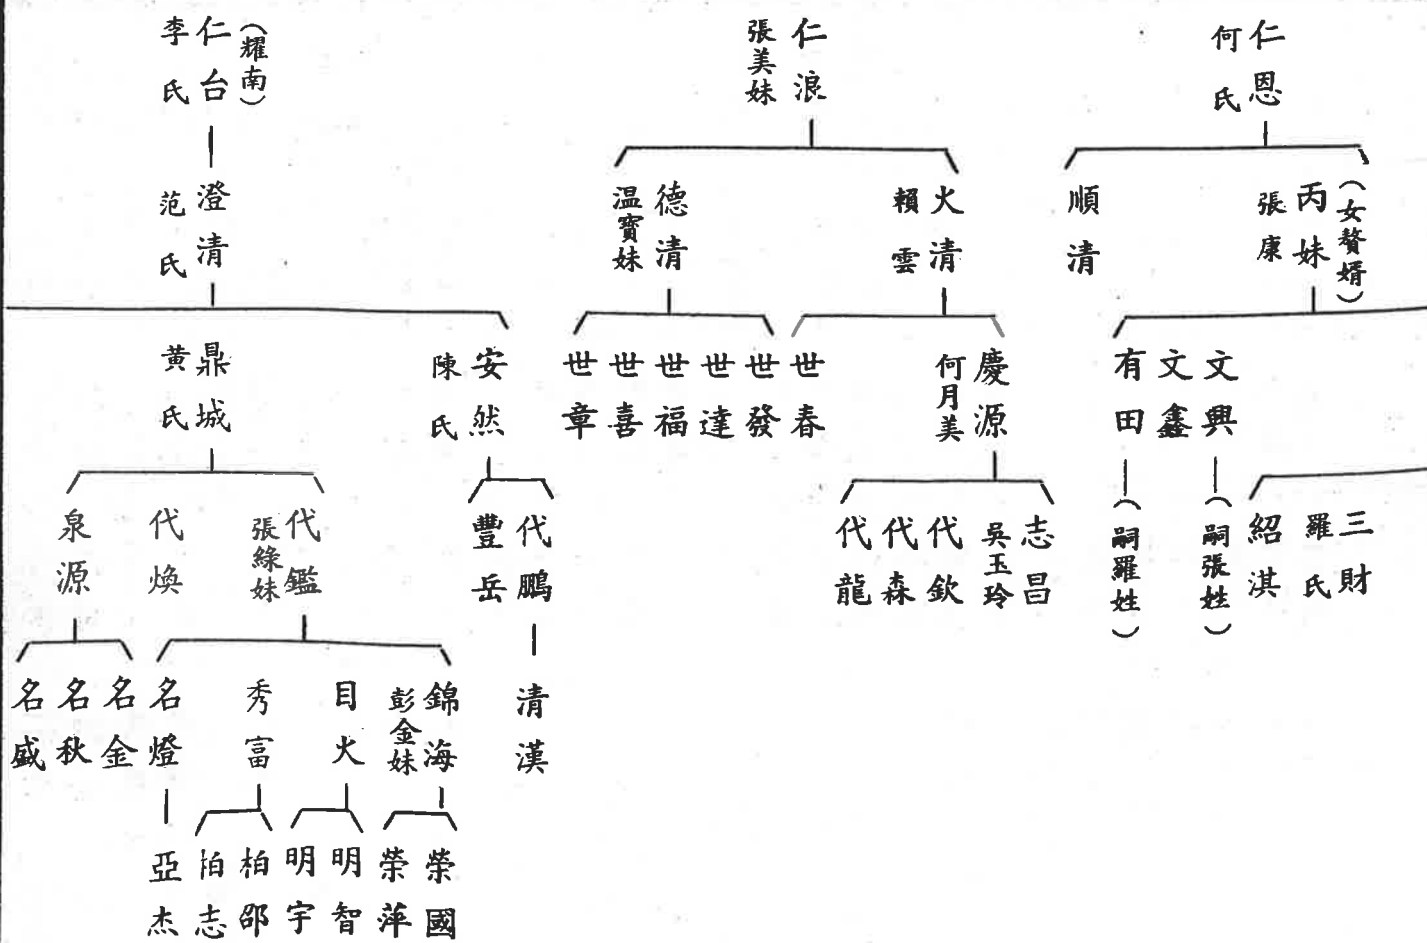 仁恩
何氏
仁浪
張美妹
（耀南）
仁台
李氏
（女贅婿）
丙妹
張康
順清
火清
賴雲
德清
温寶妹
澄清
范氏
文興
文鑫
有田
慶源
何月美
世春
世發
世達
世福
世喜
世章
安然
陳氏
鼎城
黃氏
三財
羅氏
紹淇
（嗣張姓）
（嗣羅姓）
志昌
吳玉玲
代欽
代森
代龍
代鵬
豐岳
代鑑
張綠妹
代煥
泉源
清漢
錦海
彭金妹
目火
秀富
名燈
名金
名秋
名盛
榮國
榮萍
明智
明宇
柏邵
柏志
亞杰